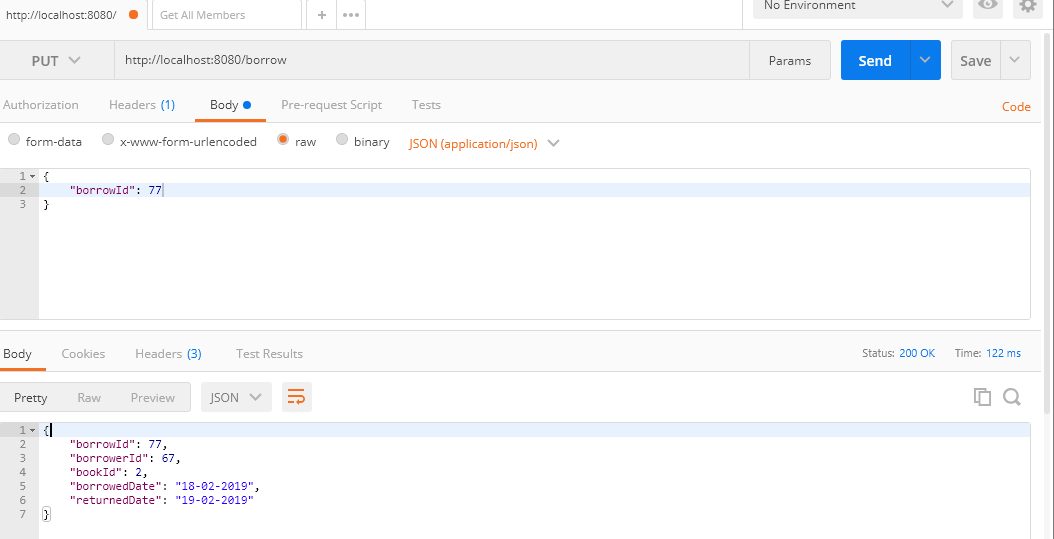 http://localhost:8080/ Get All Members + ••• No Environment
PUT http://localhost:8080/borrow Params Send Save
Authorization Headers (1) Body Pre-request Script Tests Code
form-data x-www-form-urlencoded raw binary JSON (application/json)
1 {
2 "borrowId": 77
3 }
Body Cookies Headers (3) Test Results Status: 200 OK Time: 122 ms
Pretty Raw Preview JSON
1 {
2 "borrowId": 77,
3 "borrowerId": 67,
4 "bookId": 2,
5 "borrowedDate": "18-02-2019",
6 "returnedDate": "19-02-2019"
7 }